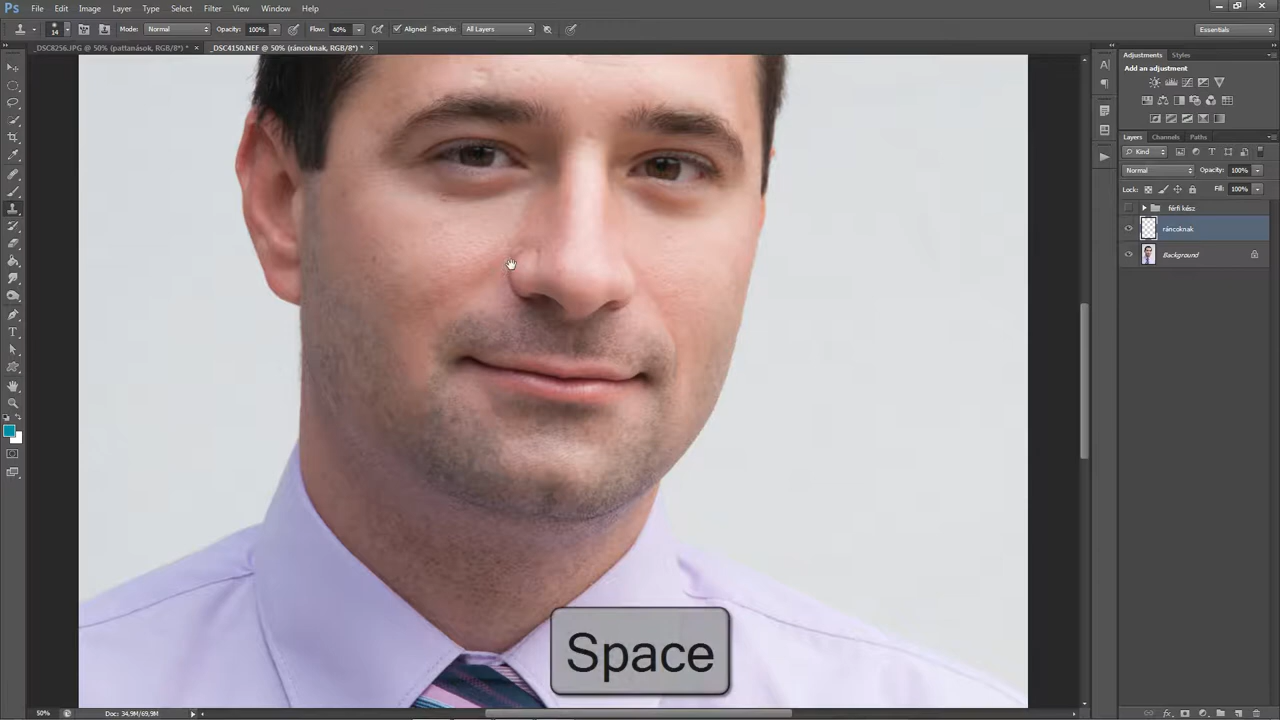 Ps File Edit Image Layer Type Select Filter View Window Help
14 Mode: Normal Opacity: 100% Flow: 40% Aligned Sample: All Layers Essentials
_DSC8256.JPG @ 50% (pattanások, RGB/8*) * × _DSC4150.NEF @ 50% (ráncoknak, RGB/8*) * ×
Adjustments Styles
Add an adjustment
Layers Channels Paths
Kind
Normal Opacity: 100%
Lock: Fill: 100%
férfi kész
ráncoknak
Background
Space
50% Doc: 34,9M/69,9M